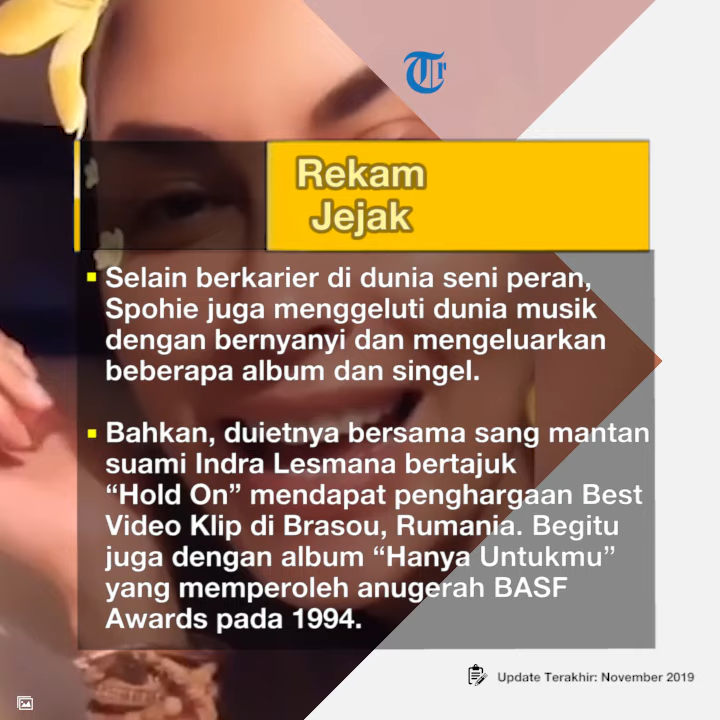 Tr
Rekam
Jejak
Selain berkarier di dunia seni peran,
Spohie juga menggeluti dunia musik
dengan bernyanyi dan mengeluarkan
beberapa album dan singel.
Bahkan, duietnya bersama sang mantan
suami Indra Lesmana bertajuk
“Hold On” mendapat penghargaan Best
Video Klip di Brasou, Rumania. Begitu
juga dengan album “Hanya Untukmu”
yang memperoleh anugerah BASF
Awards pada 1994.
Update Terakhir: November 2019